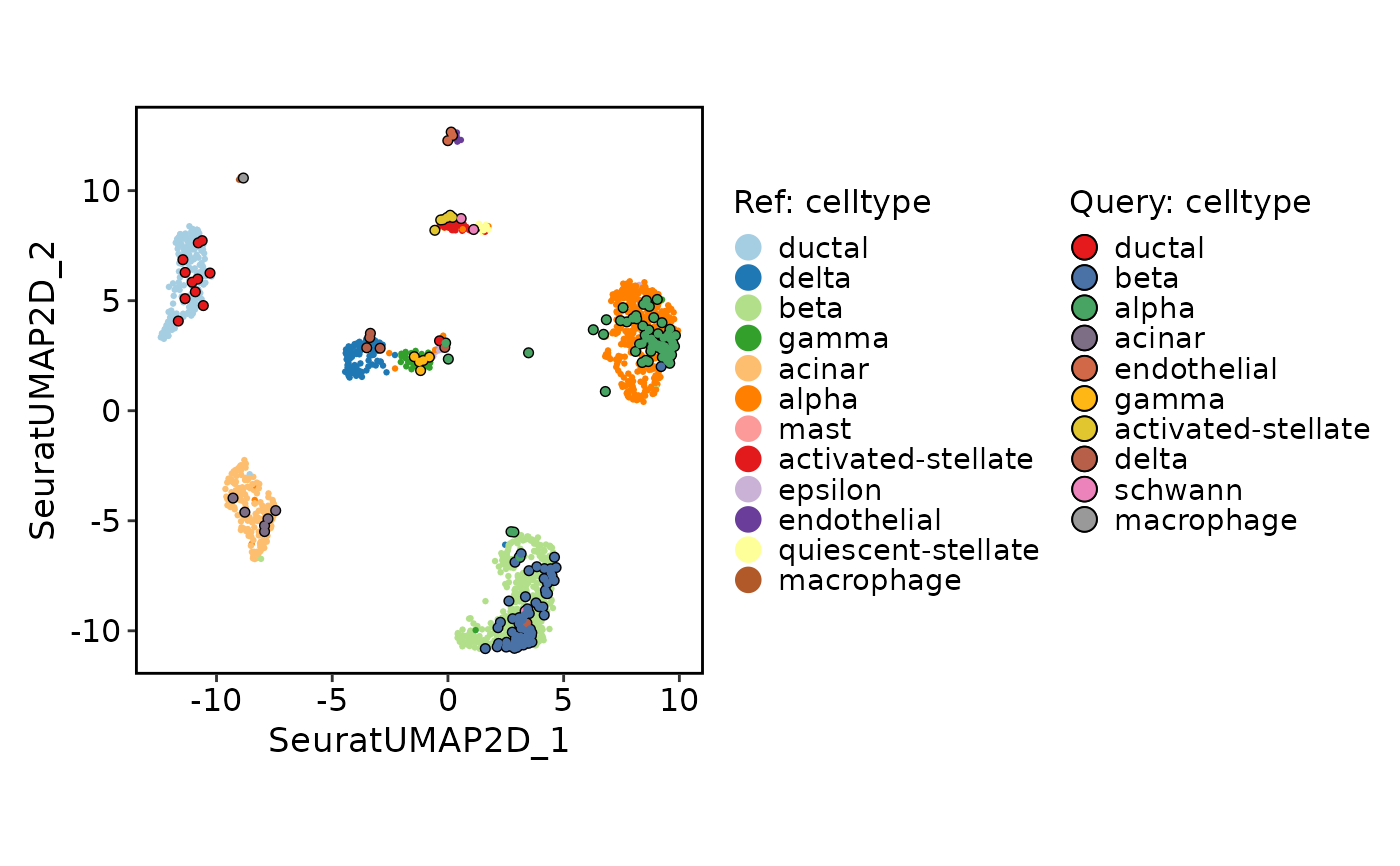 10
5
0
-5
-10
SeuratUMAP2D_2
-10 -5 0 5 10
SeuratUMAP2D_1
Ref: celltype
ductal
delta
beta
gamma
acinar
alpha
mast
activated-stellate
epsilon
endothelial
quiescent-stellate
macrophage
Query: celltype
ductal
beta
alpha
acinar
endothelial
gamma
activated-stellate
delta
schwann
macrophage